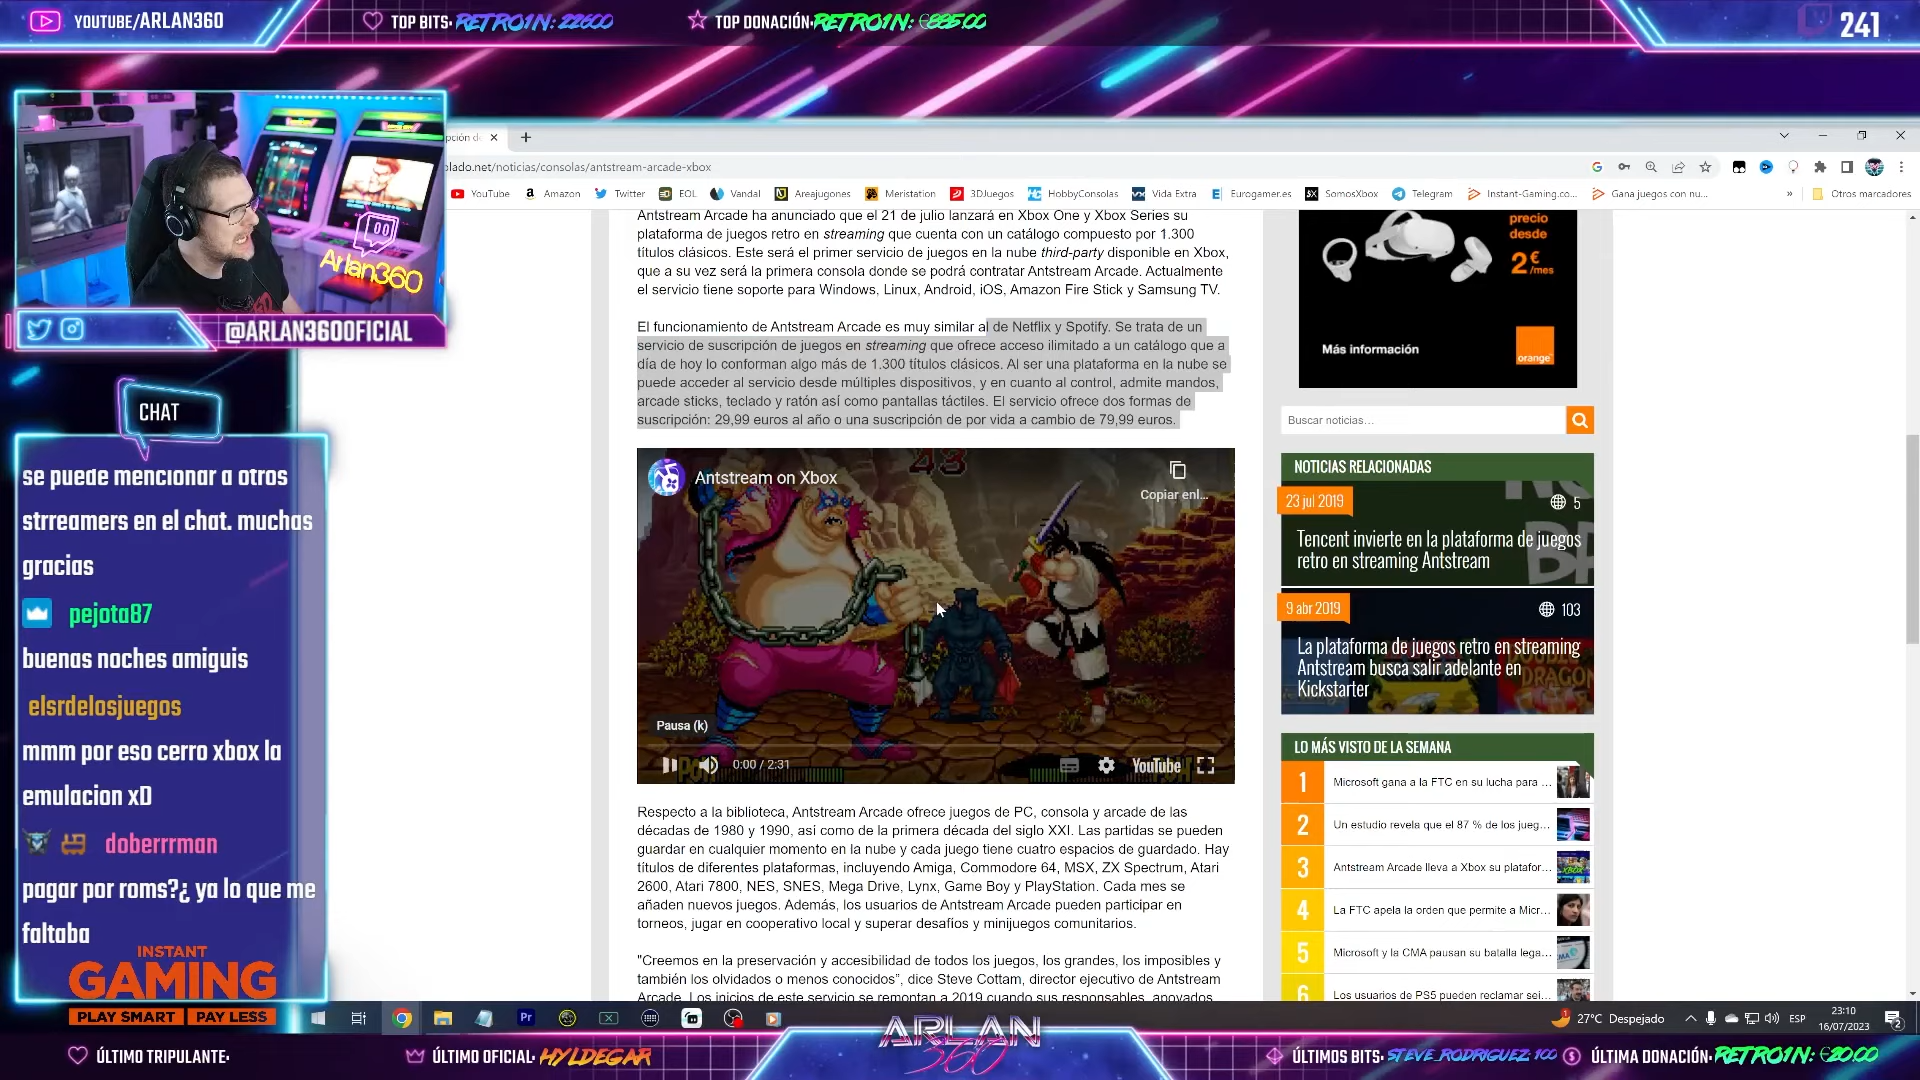 YOUTUBE/ARLAN360
TOP BITS: RETRO1N: 22600
TOP DONACIÓN: RETRO1N: €885.00
241
pción de
olado.net/noticias/consolas/antstream-arcade-xbox
YouTube
Amazon
Twitter
EOL
Vandal
Areajugones
Meristation
3DJuegos
HobbyConsolas
Vida Extra
Eurogamer.es
SomosXbox
Telegram
Instant-Gaming.co...
Gana juegos con nu...
»
Otros marcadores
Arlan360
@ARLAN360OFICIAL
Antstream Arcade ha anunciado que el 21 de julio lanzará en Xbox One y Xbox Series su
plataforma de juegos retro en streaming que cuenta con un catálogo compuesto por 1.300
títulos clásicos. Este será el primer servicio de juegos en la nube third-party disponible en Xbox,
que a su vez será la primera consola donde se podrá contratar Antstream Arcade. Actualmente
el servicio tiene soporte para Windows, Linux, Android, iOS, Amazon Fire Stick y Samsung TV.
El funcionamiento de Antstream Arcade es muy similar al de Netflix y Spotify. Se trata de un
servicio de suscripción de juegos en streaming que ofrece acceso ilimitado a un catálogo que a
día de hoy lo conforman algo más de 1.300 títulos clásicos. Al ser una plataforma en la nube se
puede acceder al servicio desde múltiples dispositivos, y en cuanto al control, admite mandos,
arcade sticks, teclado y ratón así como pantallas táctiles. El servicio ofrece dos formas de
suscripción: 29,99 euros al año o una suscripción de por vida a cambio de 79,99 euros.
43
Antstream on Xbox
Copiar enl...
Pausa (k)
0:00 / 2:31
YouTube
Respecto a la biblioteca, Antstream Arcade ofrece juegos de PC, consola y arcade de las
décadas de 1980 y 1990, así como de la primera década del siglo XXI. Las partidas se pueden
guardar en cualquier momento en la nube y cada juego tiene cuatro espacios de guardado. Hay
títulos de diferentes plataformas, incluyendo Amiga, Commodore 64, MSX, ZX Spectrum, Atari
2600, Atari 7800, NES, SNES, Mega Drive, Lynx, Game Boy y PlayStation. Cada mes se
añaden nuevos juegos. Además, los usuarios de Antstream Arcade pueden participar en
torneos, jugar en cooperativo local y superar desafíos y minijuegos comunitarios.
"Creemos en la preservación y accesibilidad de todos los juegos, los grandes, los imposibles y
también los olvidados o menos conocidos”, dice Steve Cottam, director ejecutivo de Antstream
Arcade. Los inicios de este servicio se remontan a 2019 cuando sus responsables, apoyados
precio
desde
2€
/mes
Más información
orange
Buscar noticias...
NOTICIAS RELACIONADAS
23 jul 2019
5
Tencent invierte en la plataforma de juegos
retro en streaming Antstream
9 abr 2019
103
La plataforma de juegos retro en streaming
Antstream busca salir adelante en
Kickstarter
LO MÁS VISTO DE LA SEMANA
1 Microsoft gana a la FTC en su lucha para ...
2 Un estudio revela que el 87 % de los jueg...
3 Antstream Arcade lleva a Xbox su platafor...
4 La FTC apela la orden que permite a Micr...
5 Microsoft y la CMA pausan su batalla lega...
6 Los usuarios de PS5 pueden reclamar sei...
CHAT
se puede mencionar a otros
strreamers en el chat. muchas
gracias
pejota87
buenas noches amiguis
elsrdelosjuegos
mmm por eso cerro xbox la
emulacion xD
doberrrman
pagar por roms?¿ ya lo que me
faltaba
INSTANT
GAMING
PLAY SMART | PAY LESS
27°C Despejado
ESP
23:10
16/07/2023
2
ÚLTIMO TRIPULANTE:
ÚLTIMO OFICIAL: HYLDEGAR
ARLAN
360
ÚLTIMOS BITS: STEVE_RODRIGUEZ: 100
ÚLTIMA DONACIÓN: RETRO1N: €20.00